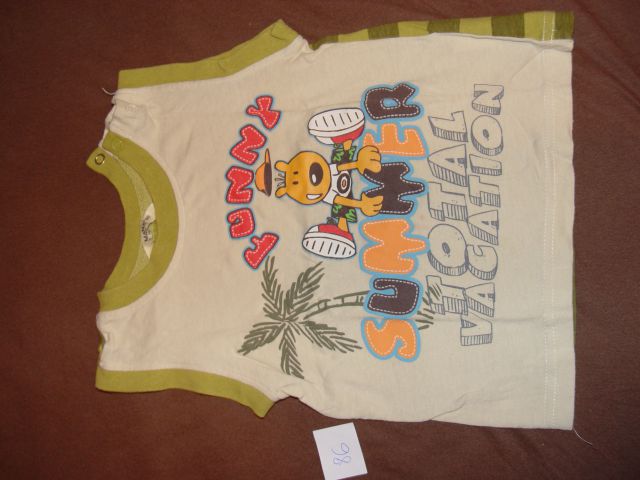 FUNNY
SUMMER
TOTAL
VACATION
86